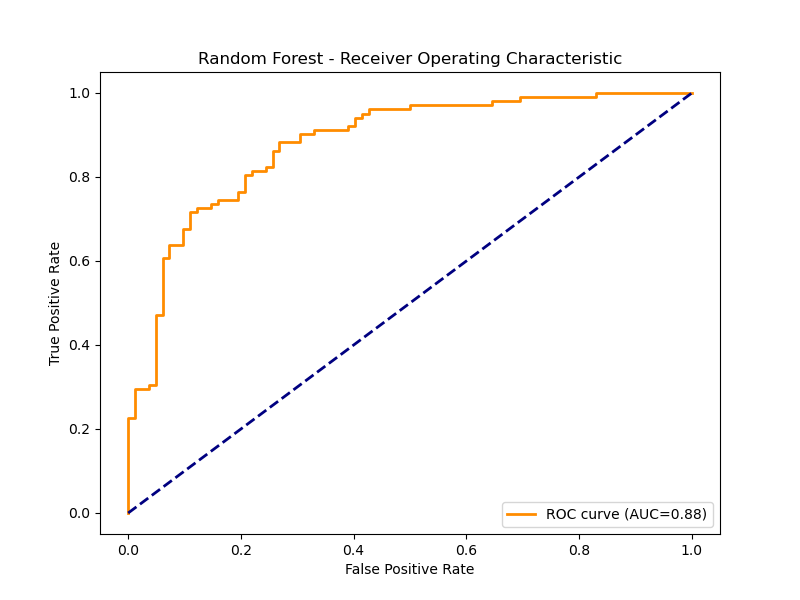 Random Forest - Receiver Operating Characteristic
True Positive Rate
1.0
0.8
0.6
0.4
0.2
0.0
ROC curve (AUC=0.88)
0.0 0.2 0.4 0.6 0.8 1.0
False Positive Rate